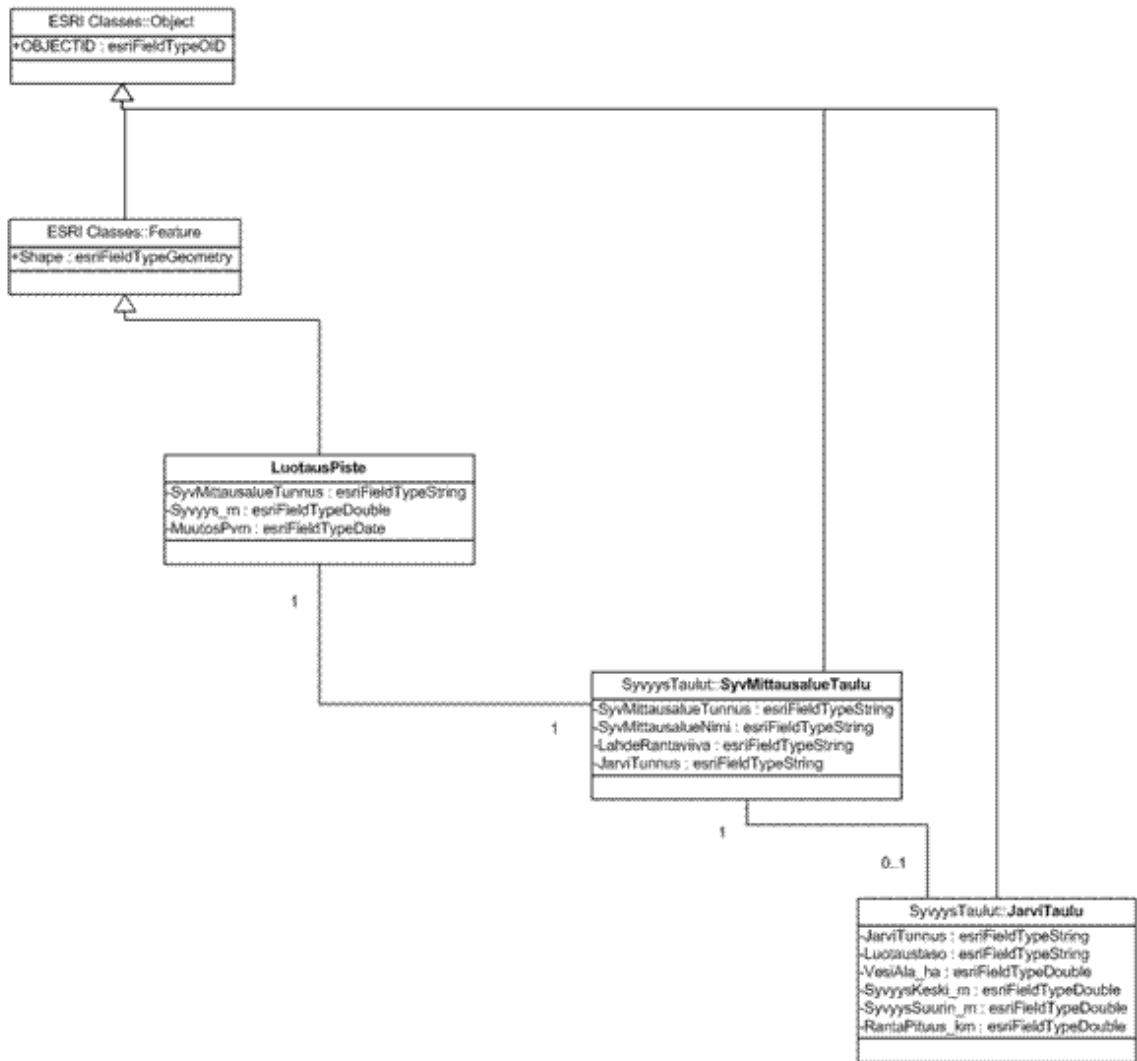 ESRI Classes::Object
+OBJECTID : esriFieldTypeOID
ESRI Classes::Feature
+Shape : esriFieldTypeGeometry
LuotausPiste
-SyvMittausalueTunnus : esriFieldTypeString
-Syvyys_m : esriFieldTypeDouble
-MuutosPvm : esriFieldTypeDate
1
1
SyvyysTaulut::SyvMittausalueTaulu
-SyvMittausalueTunnus : esriFieldTypeString
-SyvMittausalueNimi : esriFieldTypeString
-LahdeRantaviiva : esriFieldTypeString
-JarviTunnus : esriFieldTypeString
1
0..1
SyvyysTaulut::JarviTaulu
-JarviTunnus : esriFieldTypeString
-Luotaustaso : esriFieldTypeString
-VesiAla_ha : esriFieldTypeDouble
-SyvyysKeski_m : esriFieldTypeDouble
-SyvyysSuurin_m : esriFieldTypeDouble
-RantaPituus_km : esriFieldTypeDouble